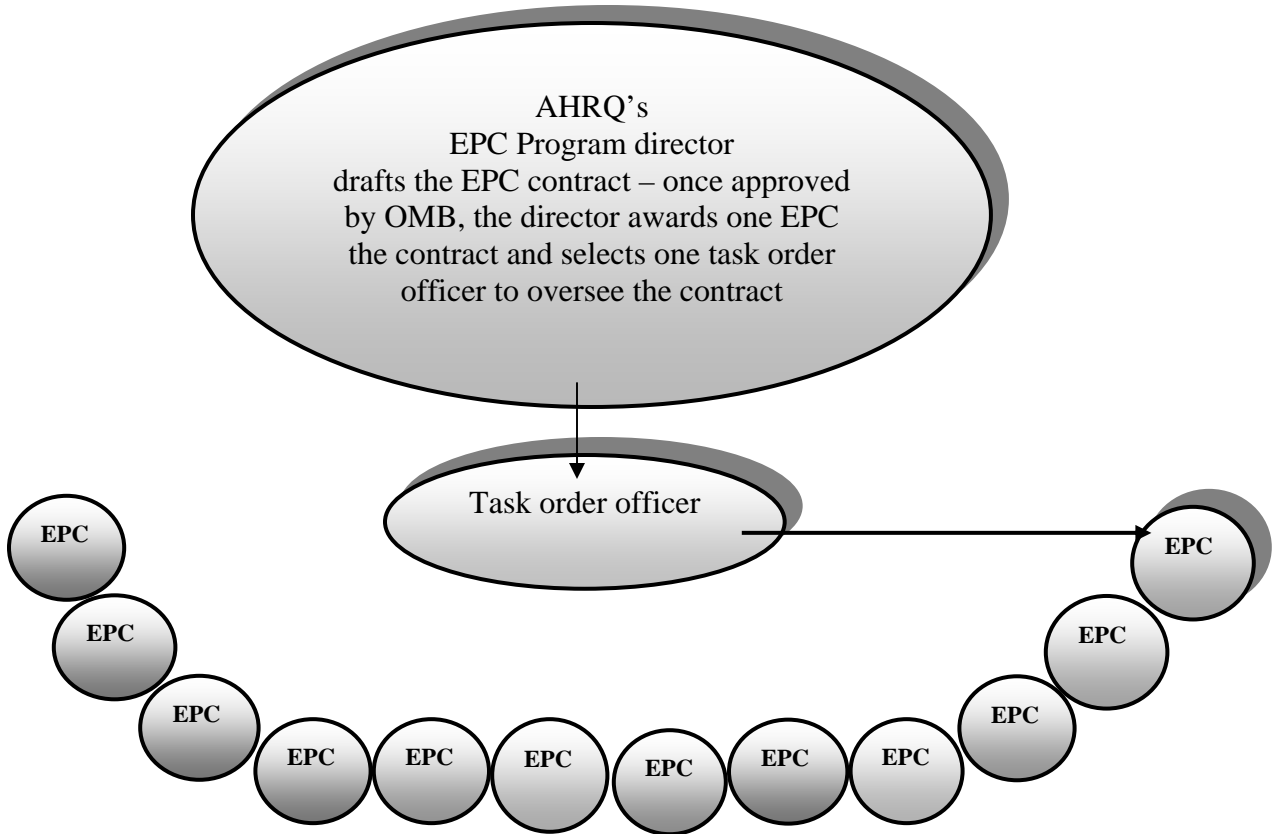 AHRQ’s
EPC Program director
drafts the EPC contract – once approved
by OMB, the director awards one EPC
the contract and selects one task order
officer to oversee the contract
Task order officer
EPC
EPC
EPC
EPC
EPC
EPC
EPC
EPC
EPC
EPC
EPC
EPC